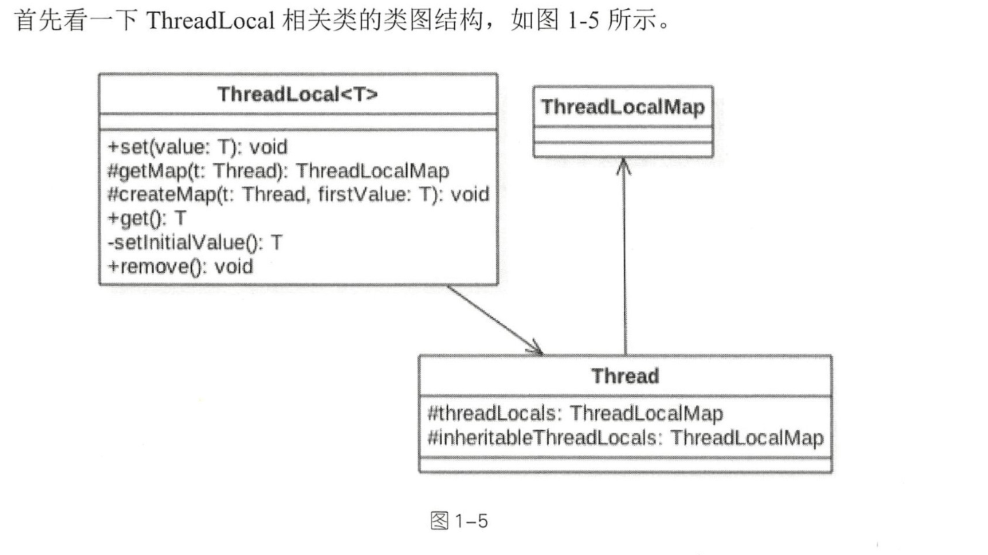 首先看一下 ThreadLocal 相关类的类图结构，如图 1-5 所示。
ThreadLocal<T>
+set(value: T): void
#getMap(t: Thread): ThreadLocalMap
#createMap(t: Thread, firstValue: T): void
+get(): T
-setInitialValue(): T
+remove(): void
ThreadLocalMap
Thread
#threadLocals: ThreadLocalMap
#inheritableThreadLocals: ThreadLocalMap
图 1-5